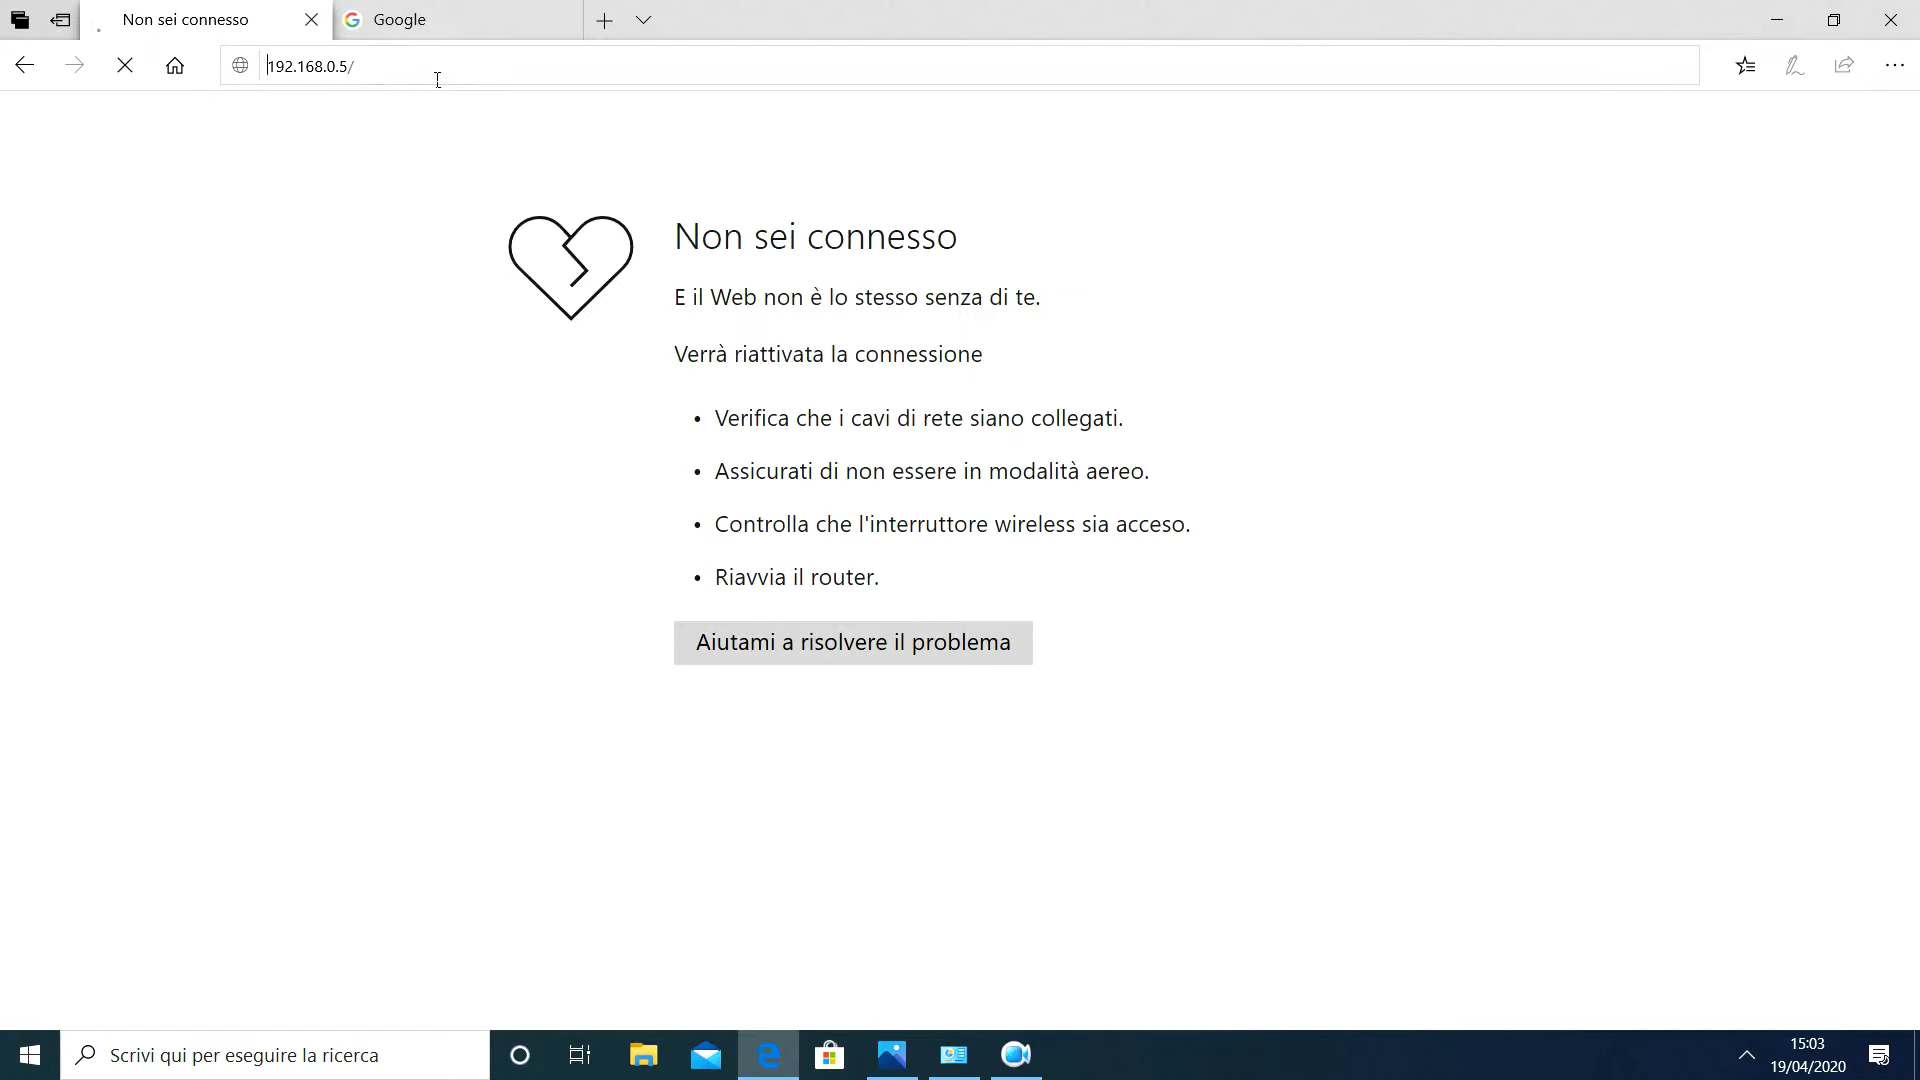 Non sei connesso
Google
192.168.0.5/
Non sei connesso
E il Web non è lo stesso senza di te.
Verrà riattivata la connessione
• Verifica che i cavi di rete siano collegati.
• Assicurati di non essere in modalità aereo.
• Controlla che l'interruttore wireless sia acceso.
• Riavvia il router.
Aiutami a risolvere il problema
Scrivi qui per eseguire la ricerca
15:03
19/04/2020